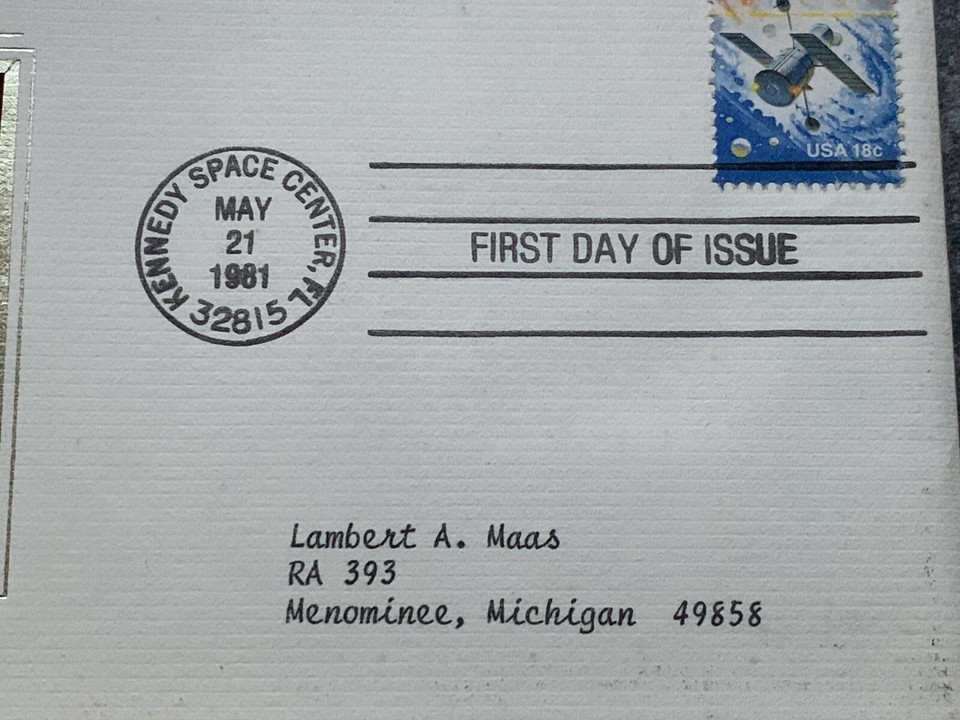 USA 18c
KENNEDY SPACE CENTER, FL
MAY
21
1981
32815
FIRST DAY OF ISSUE
Lambert A. Maas
RA 393
Menominee, Michigan 49858